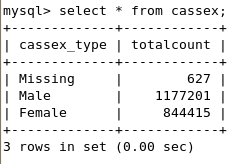 mysql> select * from cassex;
+-------------+------------+
| cassex_type | totalcount |
+-------------+------------+
| Missing     |        627 |
| Male        |    1177201 |
| Female      |     844415 |
+-------------+------------+
3 rows in set (0.00 sec)